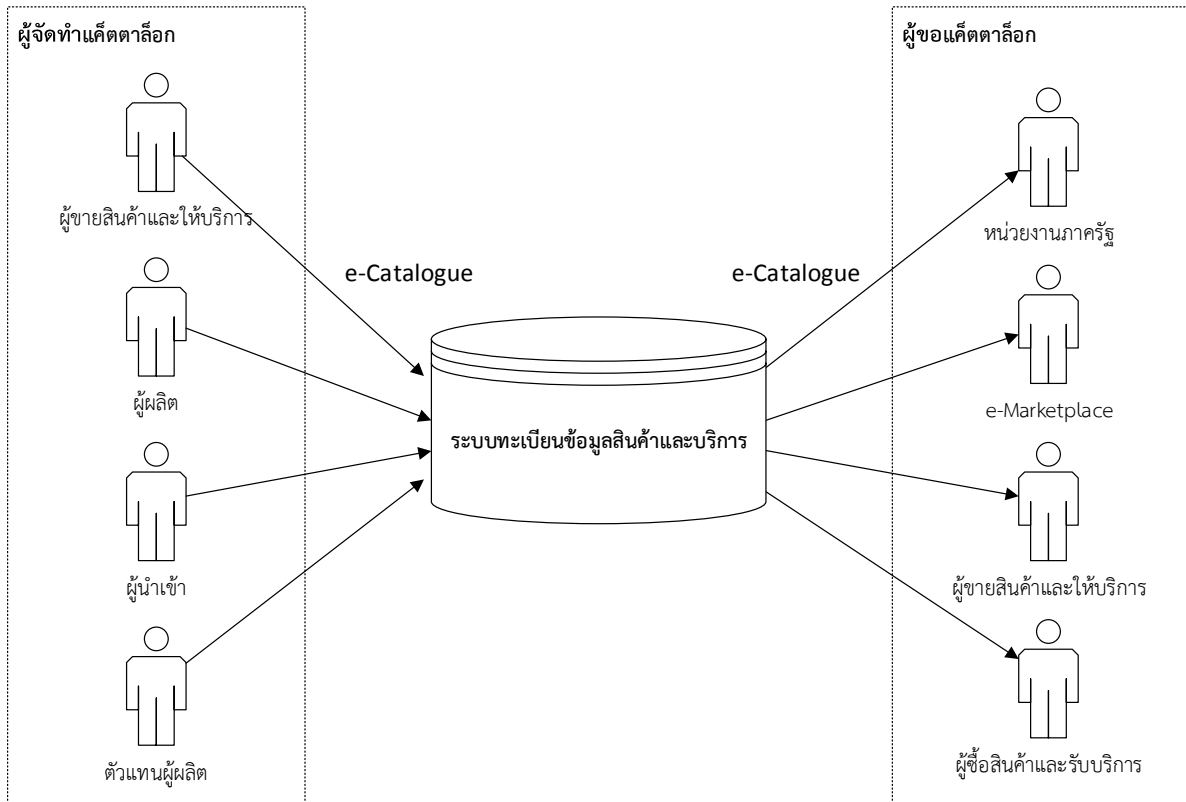 ผู้จัดทำแค็ตตาล็อก
ผู้ขายสินค้าและให้บริการ
ผู้ผลิต
ผู้นำเข้า
ตัวแทนผู้ผลิต
e-Catalogue
ระบบทะเบียนข้อมูลสินค้าและบริการ
e-Catalogue
ผู้ขอแค็ตตาล็อก
หน่วยงานภาครัฐ
e-Marketplace
ผู้ขายสินค้าและให้บริการ
ผู้ซื้อสินค้าและรับบริการ